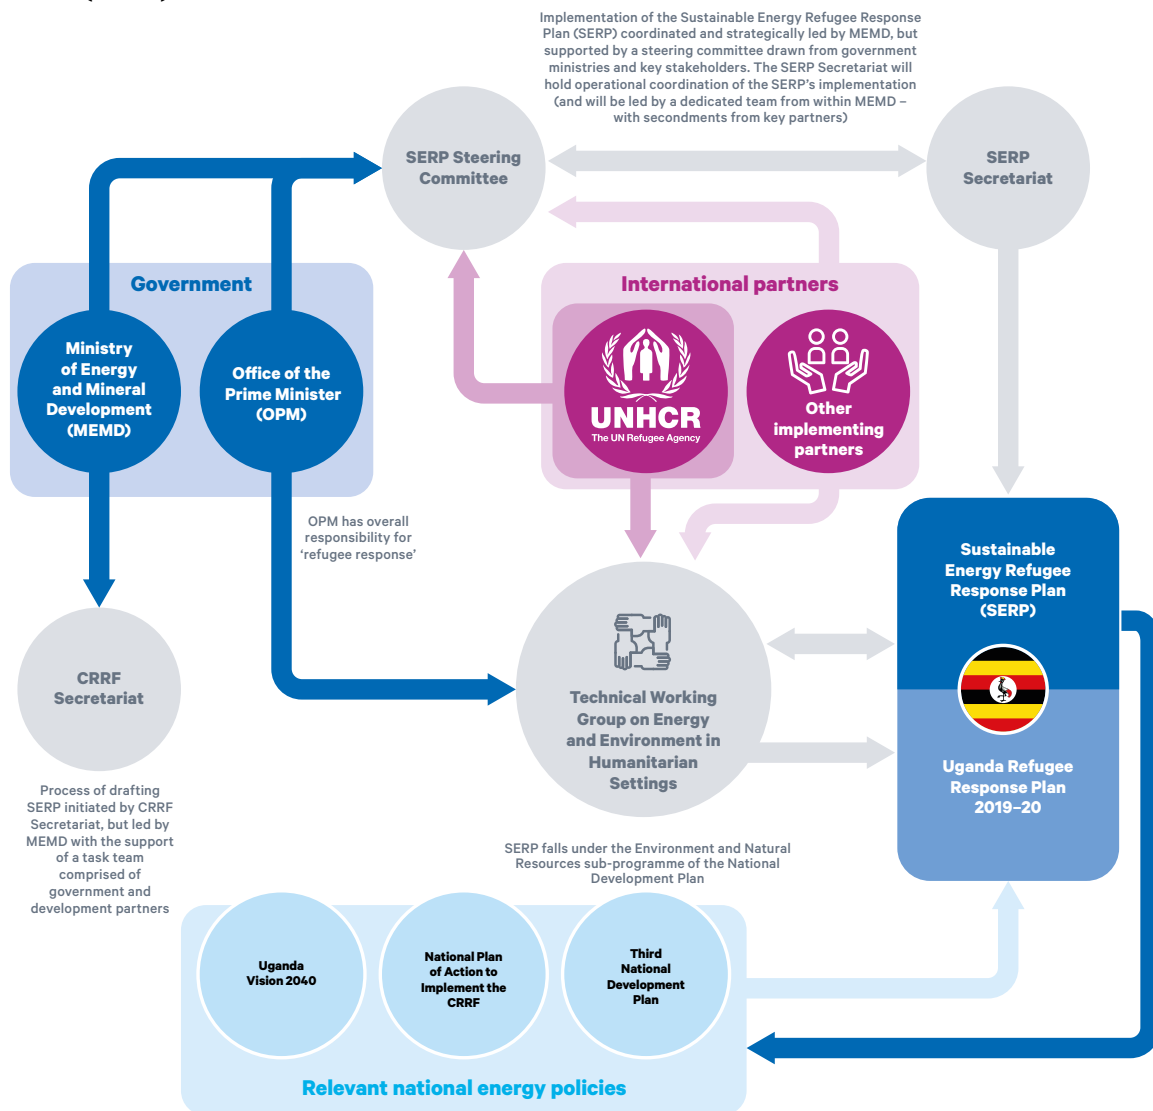 Implementation of the Sustainable Energy Refugee Response
Plan (SERP) coordinated and strategically led by MEMD, but
supported by a steering committee drawn from government
ministries and key stakeholders. The SERP Secretariat will
hold operational coordination of the SERP's implementation
(and will be led by a dedicated team from within MEMD –
with secondments from key partners)
SERP Steering
Committee
SERP
Secretariat
Government
Ministry
of Energy
and Mineral
Development
(MEMD)
Office of the
Prime Minister
(OPM)
International partners
UNHCR
The UN Refugee Agency
Other
implementing
partners
OPM has overall
responsibility for
‘refugee response’
Sustainable
Energy Refugee
Response Plan
(SERP)
Uganda Refugee
Response Plan
2019–20
CRRF
Secretariat
Technical Working
Group on Energy
and Environment in
Humanitarian
Settings
Process of drafting
SERP initiated by CRRF
Secretariat, but led by
MEMD with the support
of a task team
comprised of
government and
development partners
SERP falls under the Environment and Natural
Resources sub-programme of the National
Development Plan
Uganda
Vision 2040
National Plan
of Action to
Implement the
CRRF
Third
National
Development
Plan
Relevant national energy policies